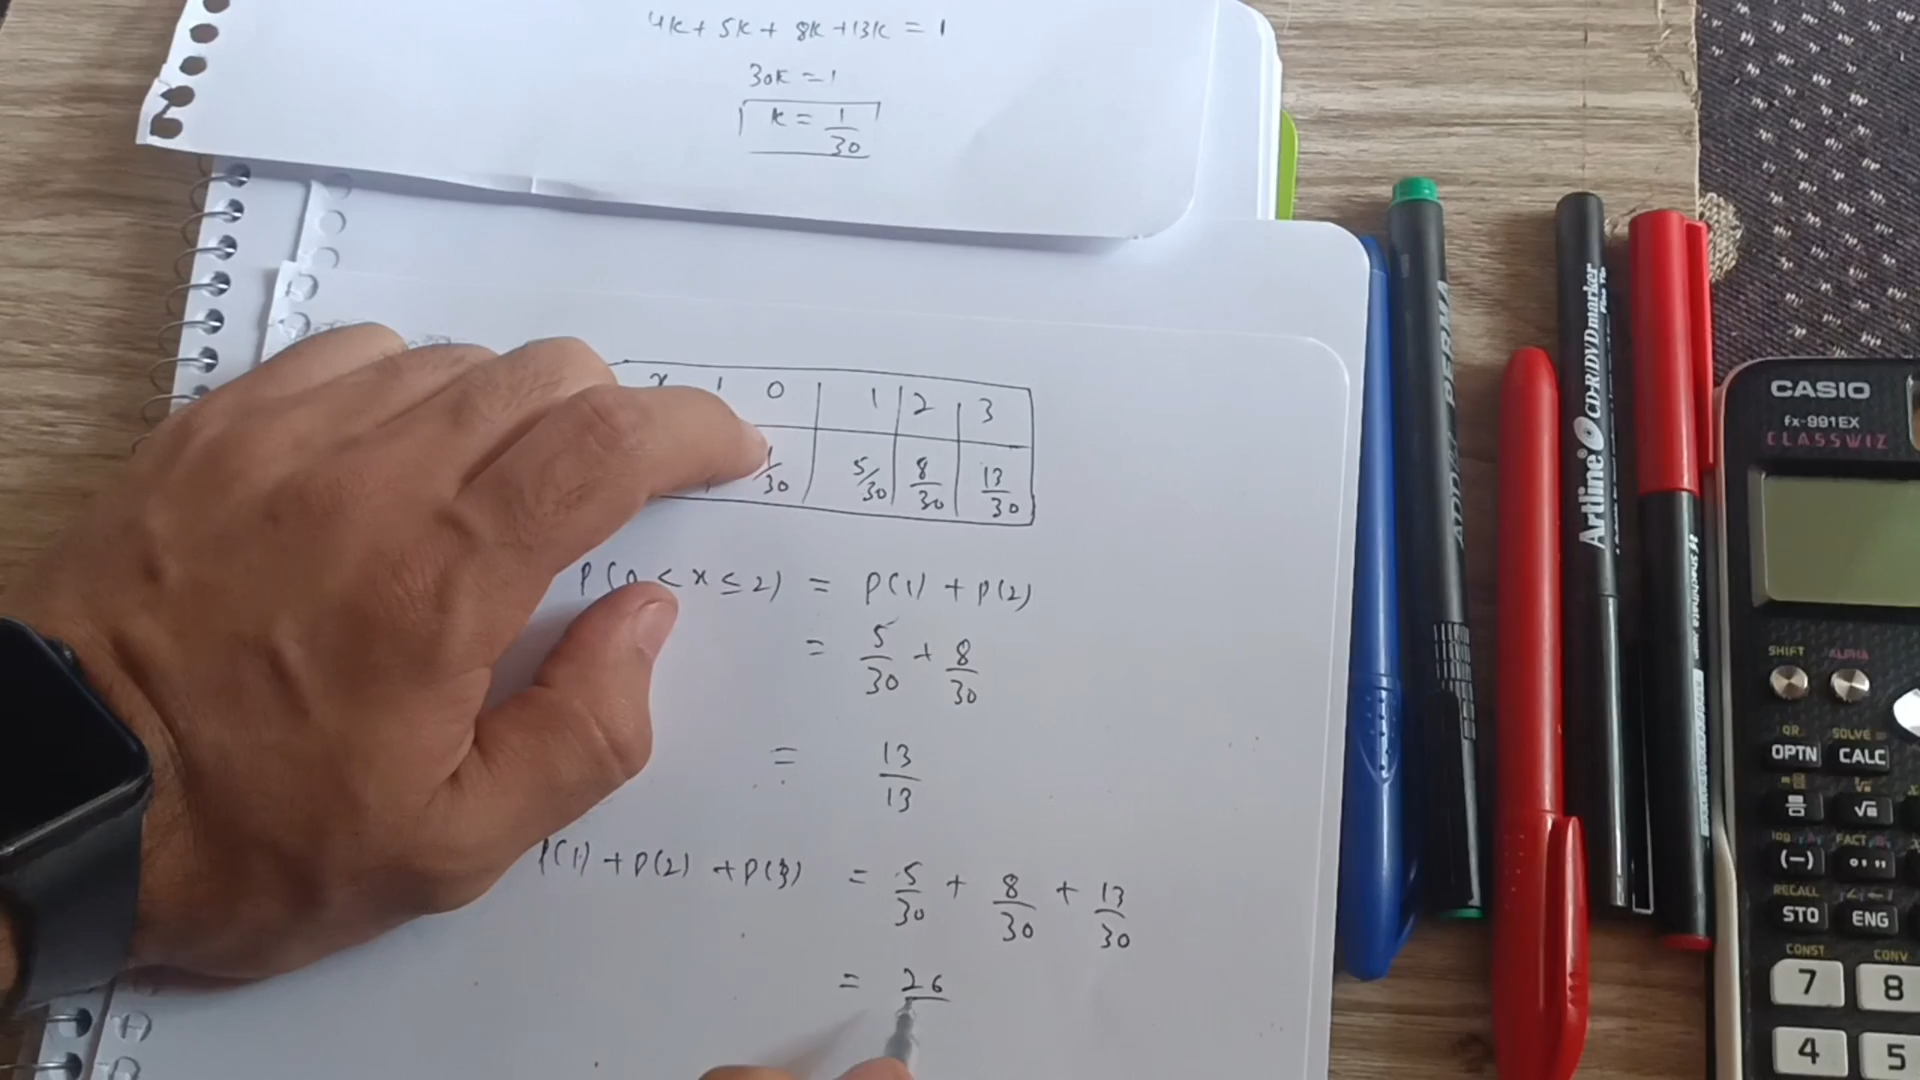 4k + 5k + 8k + 13k = 1
30k = 1
k = 1/30
x 0 1 2 3
/30 5/30 8/30 13/30
P(0 < x ≤ 2) = P(1) + P(2)
= 5/30 + 8/30
= 13/13
P(1) + P(2) + P(3) = 5/30 + 8/30 + 13/30
= 26
Artline CD-R/DVD marker
CASIO
fx-991EX
CLASSWIZ
SHIFT ALPHA
QR SOLVE =
OPTN CALC
FACT
(−)
RECALL
STO ENG
CONST CONV
7 8
4 5